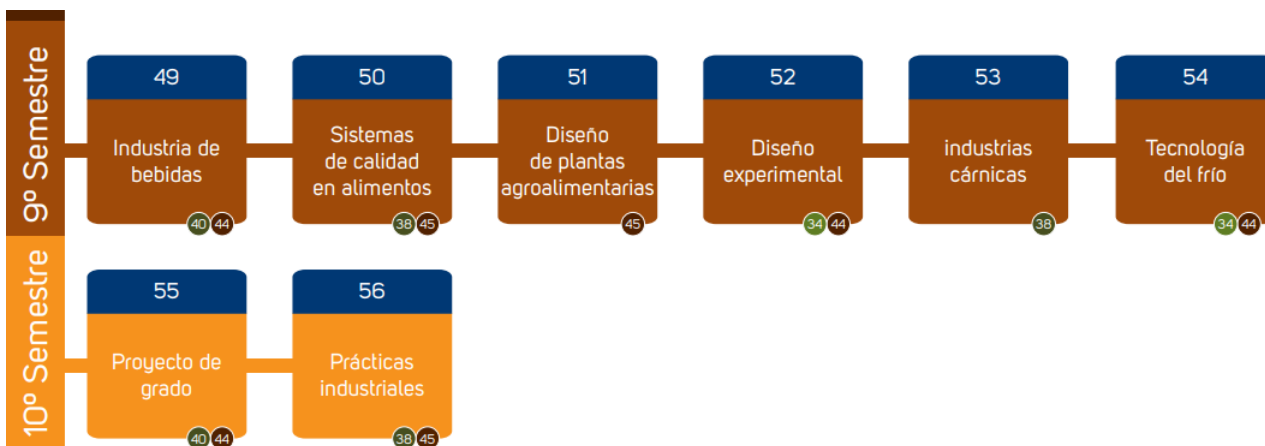 9º Semestre
49
Industria de
bebidas
40 44
50
Sistemas
de calidad
en alimentos
38 45
51
Diseño
de plantas
agroalimentarias
45
52
Diseño
experimental
34 44
53
industrias
cárnicas
38
54
Tecnología
del frío
34 44
10º Semestre
55
Proyecto de
grado
40 44
56
Prácticas
industriales
38 45